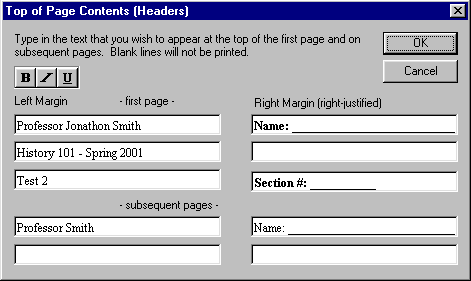 Top of Page Contents (Headers)
Type in the text that you wish to appear at the top of the first page and on
subsequent pages. Blank lines will not be printed.
OK
Cancel
B I U
Left Margin - first page - Right Margin (right-justified)
Professor Jonathon Smith Name: ____________________
History 101 - Spring 2001
Test 2 Section #: ____________
- subsequent pages -
Professor Smith Name: ____________________